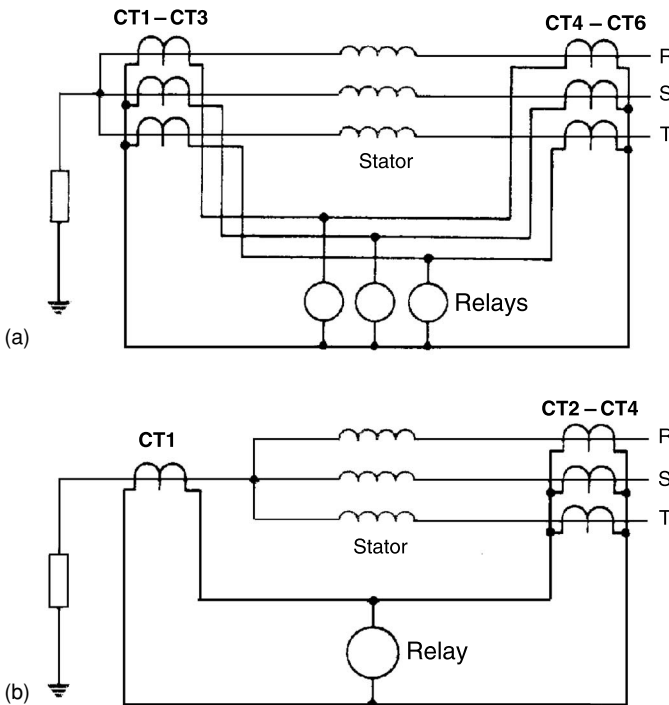 CT1–CT3
CT4–CT6
R
S
T
Stator
Relays
(a)
CT2–CT4
CT1
R
S
T
Stator
Relay
(b)